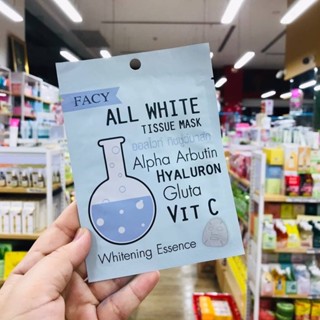 FACY
ALL WHITE
TISSUE MASK
Alpha Arbutin
HYALURON
Gluta
VIT C
Whitening Essence